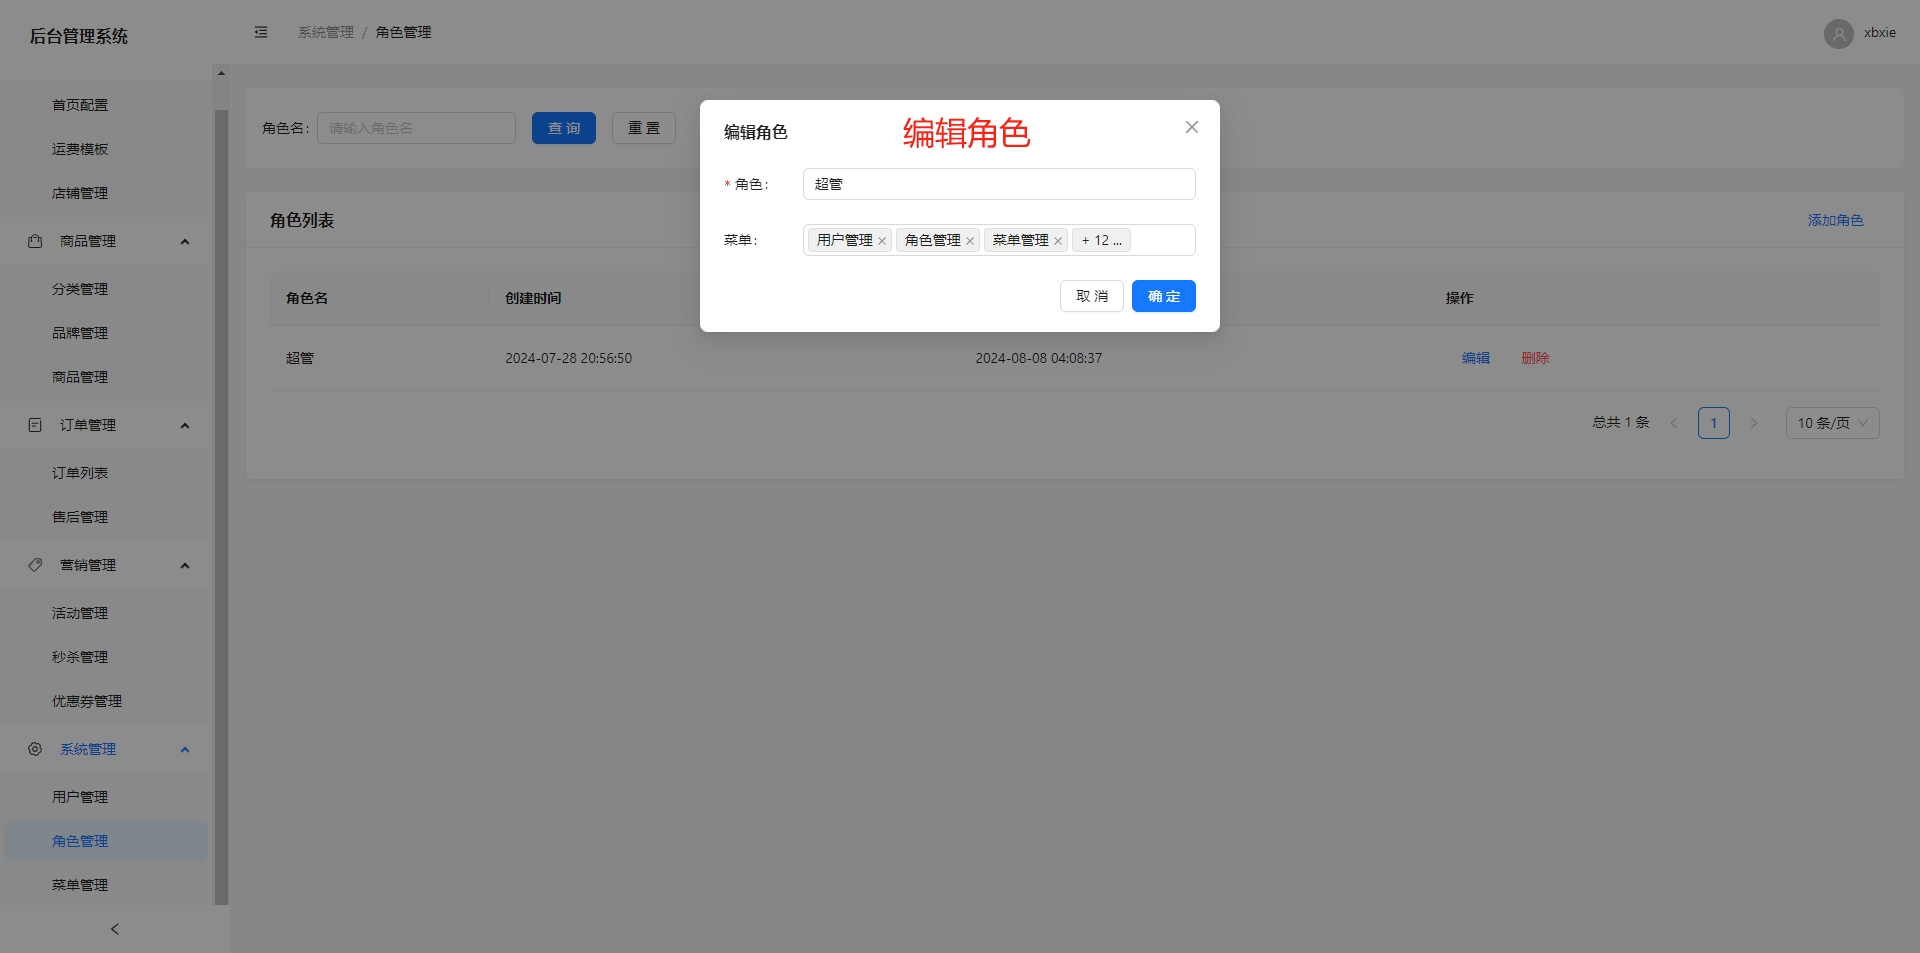 后台管理系统
系统管理 / 角色管理
xbxie
首页配置
运费模板
店铺管理
商品管理
分类管理
品牌管理
商品管理
订单管理
订单列表
售后管理
营销管理
活动管理
秒杀管理
优惠券管理
系统管理
用户管理
角色管理
菜单管理
角色名: 请输入角色名 查 询 重 置
角色列表
添加角色
角色名 创建时间 操作
超管 2024-07-28 20:56:50 2024-08-08 04:08:37 编辑 删除
总共 1 条 < 1 > 10 条/页
编辑角色
编辑角色
* 角色: 超管
菜单: 用户管理 角色管理 菜单管理 + 12 ...
取 消 确 定